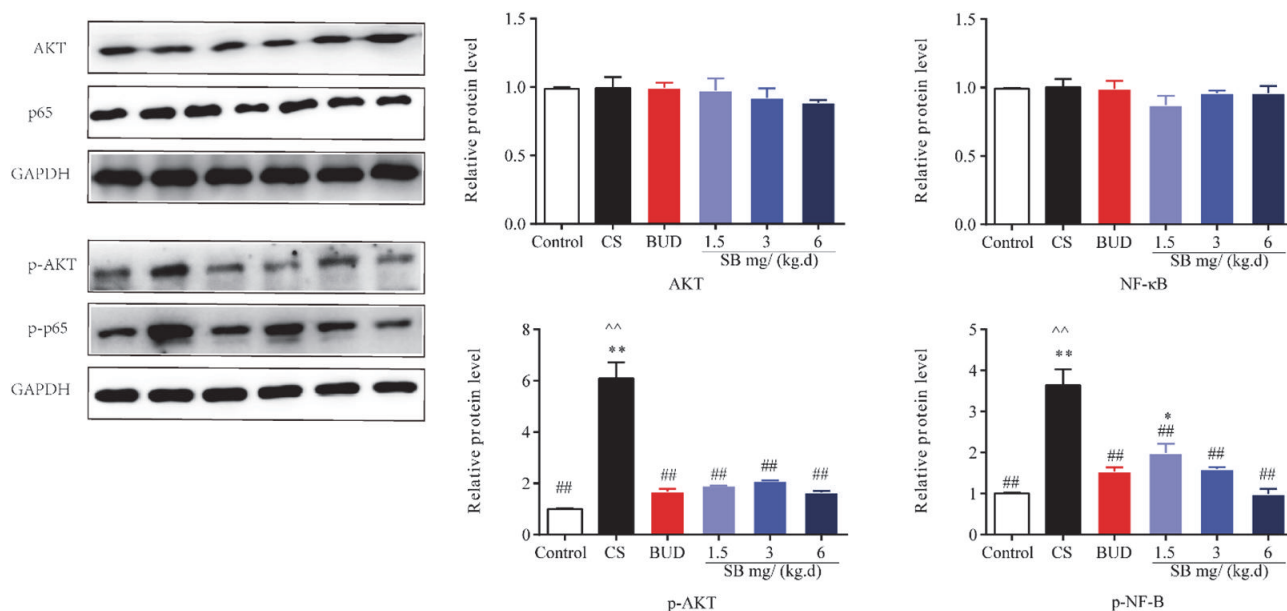 AKT
p65
GAPDH
p-AKT
p-p65
GAPDH
Relative protein level
1.5
1.0
0.5
0.0
Control CS BUD 1.5 3 6
SB mg/ (kg.d)
AKT
Relative protein level
1.5
1.0
0.5
0.0
Control CS BUD 1.5 3 6
SB mg/ (kg.d)
NF-κB
Relative protein level
8
6
4
2
0
^^
**
## ## ## ## ##
Control CS BUD 1.5 3 6
SB mg/ (kg.d)
p-AKT
Relative protein level
5
4
3
2
1
0
^^
**
*
## ## ## ## ##
Control CS BUD 1.5 3 6
SB mg/ (kg.d)
p-NF-B